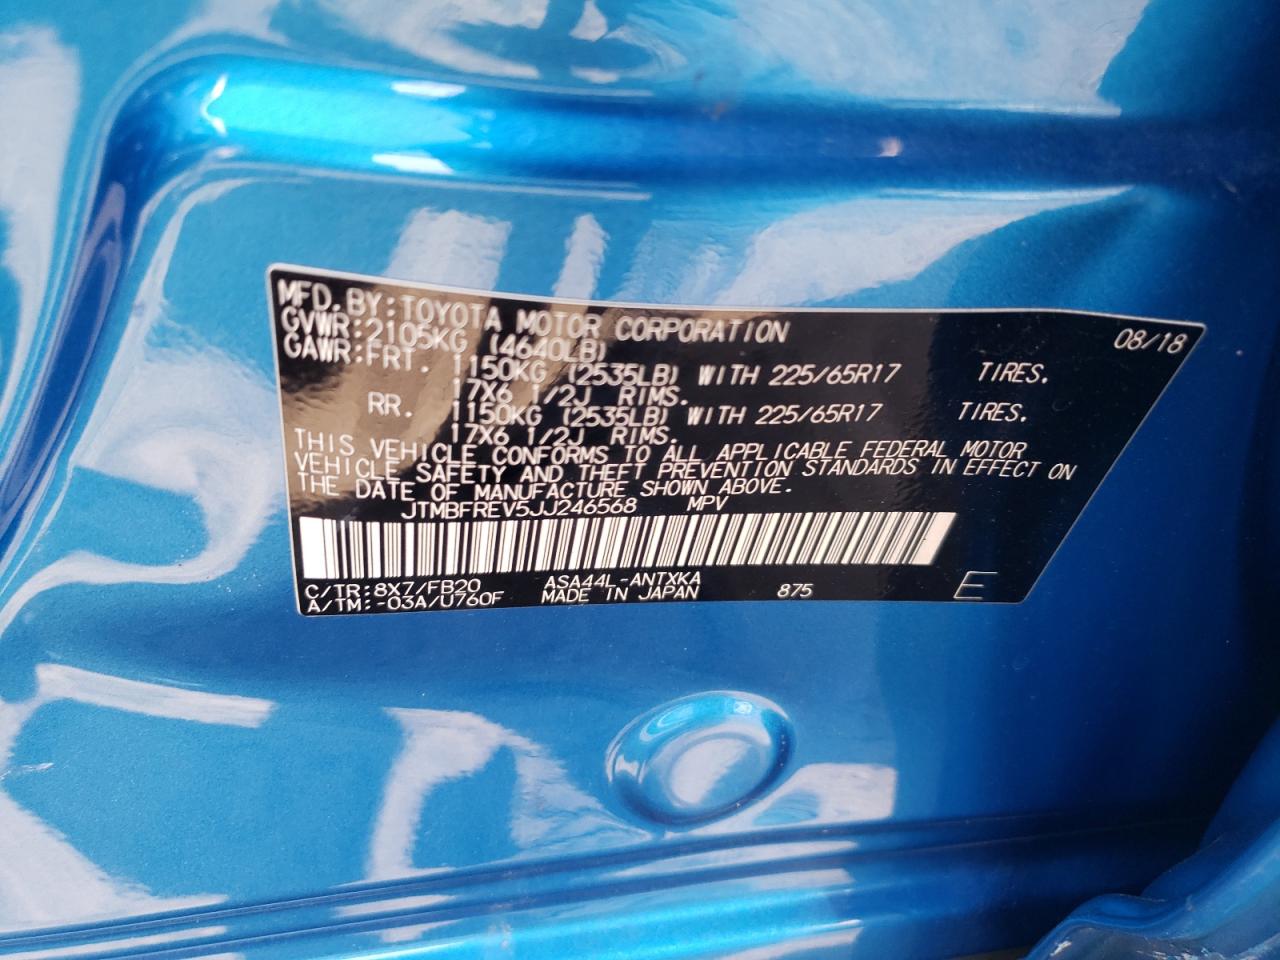 MFD. BY: TOYOTA MOTOR CORPORATION 08/18
GVWR: 2105KG (4640LB)
GAWR: FRT. 1150KG (2535LB) WITH 225/65R17 TIRES.
17X6 1/2J RIMS.
RR. 1150KG (2535LB) WITH 225/65R17 TIRES.
17X6 1/2J RIMS.
THIS VEHICLE CONFORMS TO ALL APPLICABLE FEDERAL MOTOR
VEHICLE SAFETY AND THEFT PREVENTION STANDARDS IN EFFECT ON
THE DATE OF MANUFACTURE SHOWN ABOVE.
JTMBFREV5JJ246568 MPV
C/TR: 8X7/FB20 ASA44L-ANTXKA
A/TM: -03A/U760F MADE IN JAPAN 875 E